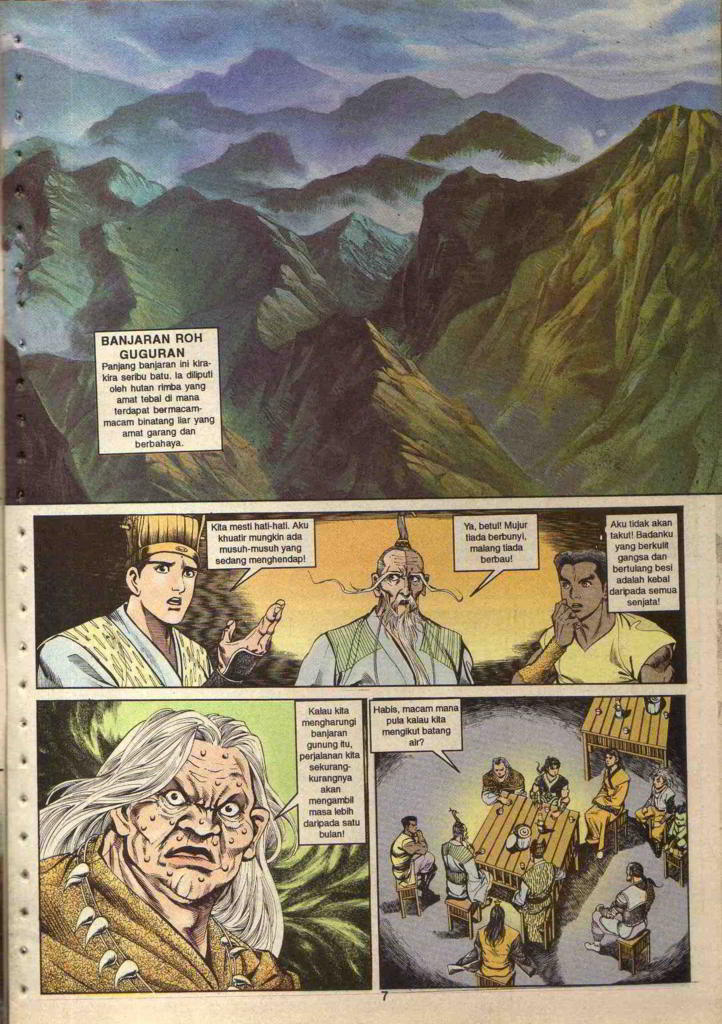 BANJARAN ROH
GUGURAN
Panjang banjaran ini kira-
kira seribu batu. Ia diliputi
oleh hutan rimba yang
amat tebal di mana
terdapat bermacam-
macam binatang liar yang
amat garang dan
berbahaya.
Kita mesti hati-hati. Aku
khuatir mungkin ada
musuh-musuh yang
sedang menghendap!
Ya, betul! Mujur
tiada berbunyi,
malang tiada
berbau!
Aku tidak akan
takut! Badanku
yang berkulit
gangsa dan
bertulang besi
adalah kebal
daripada semua
senjata!
Kalau kita
mengharungi
banjaran
gunung itu,
perjalanan kita
sekurang-
kurangnya
akan
mengambil
masa lebih
daripada satu
bulan!
Habis, macam mana
pula kalau kita
mengikut batang
air?
7